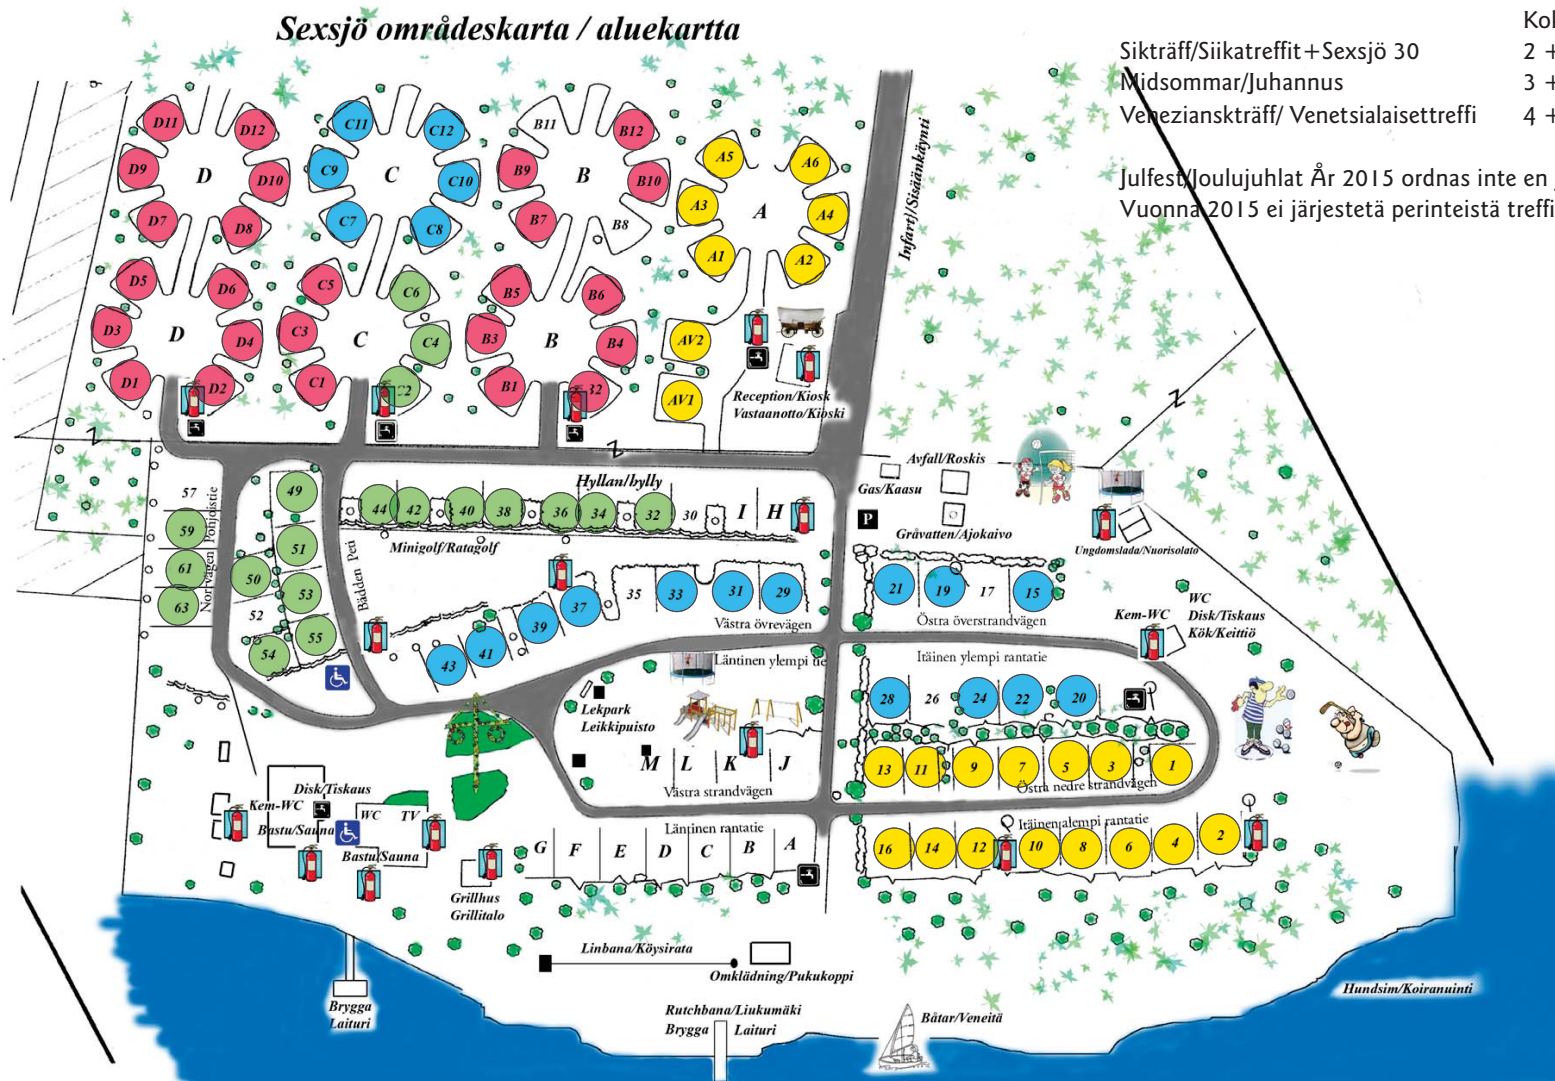 Sexsjö områdeskarta / aluekartta
Kol
Sikträff/Siikatreffit+Sexsjö 30 2 +
Midsommar/Juhannus 3 +
Venezianskträff/ Venetsialaisettreffi 4 +
Julfest/Joulujuhlat År 2015 ordnas inte en
Vuonna 2015 ei järjestetä perinteistä treffi
D11
D12
D9
D
D10
D7
D8
C11
C12
C9
C
C10
C7
C8
B11
B12
B9
B
B10
B7
B8
A5
A6
A3
A
A4
A1
A2
Infart/Sisäänkäynti
D5
D6
D3
D
D4
D1
D2
C5
C6
C3
C
C4
C1
C2
B5
B6
B3
B
B4
B1
B2
AV2
AV1
Reception/Kiosk
Vastaanotto/Kioski
Z
Z
Z
57
59
61
63
Norrvägen Pohjoistie
49
51
50
53
52
55
54
Bädden Peti
Hyllan/hylly
44
42
40
38
36
34
32
30
I
H
Minigolf/Ratagolf
Avfall/Roskis
Gas/Kaasu
P
Gråvatten/Ajokaivo
Ungdomslada/Nuorisolato
35
33
31
29
37
39
41
43
Västra övrevägen
21
19
17
15
Östra överstrandvägen
WC
Disk/Tiskaus
Kök/Keittiö
Kem-WC
Läntinen ylempi tie
Itäinen ylempi rantatie
28
26
24
22
20
Lekpark
Leikkipuisto
M
L
K
J
Västra strandvägen
13
11
9
7
5
3
1
Östra nedre strandvägen
Disk/Tiskaus
Kem-WC
WC
TV
Bastu/Sauna
Bastu/Sauna
Läntinen rantatie
G
F
E
D
C
B
A
Itäinen alempi rantatie
16
14
12
10
8
6
4
2
Grillhus
Grillitalo
Linbana/Köysirata
Omklädning/Pukukoppi
Brygga
Laituri
Rutchbana/Liukumäki
Brygga Laituri
Båtar/Veneitä
Hundsim/Koiranuinti